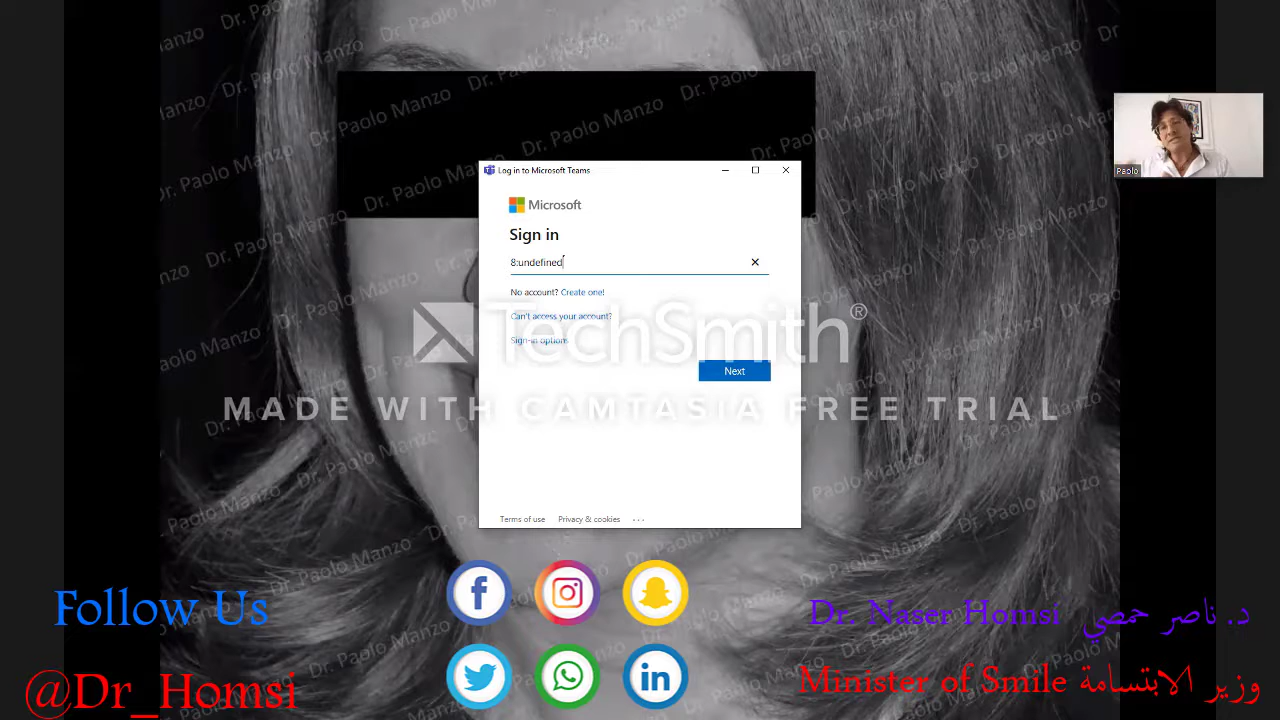 Dr. Paolo Manzo
Log in to Microsoft Teams
Microsoft
Sign in
8:undefined
No account? Create one!
Can't access your account?
Sign-in options
Next
Paolo
TechSmith®
MADE WITH CAMTASIA FREE TRIAL
Terms of use Privacy & cookies ...
Follow Us
Dr. Naser Homsi د. ناصر حمصي
@Dr_Homsi
Minister of Smile وزير الابتسامة